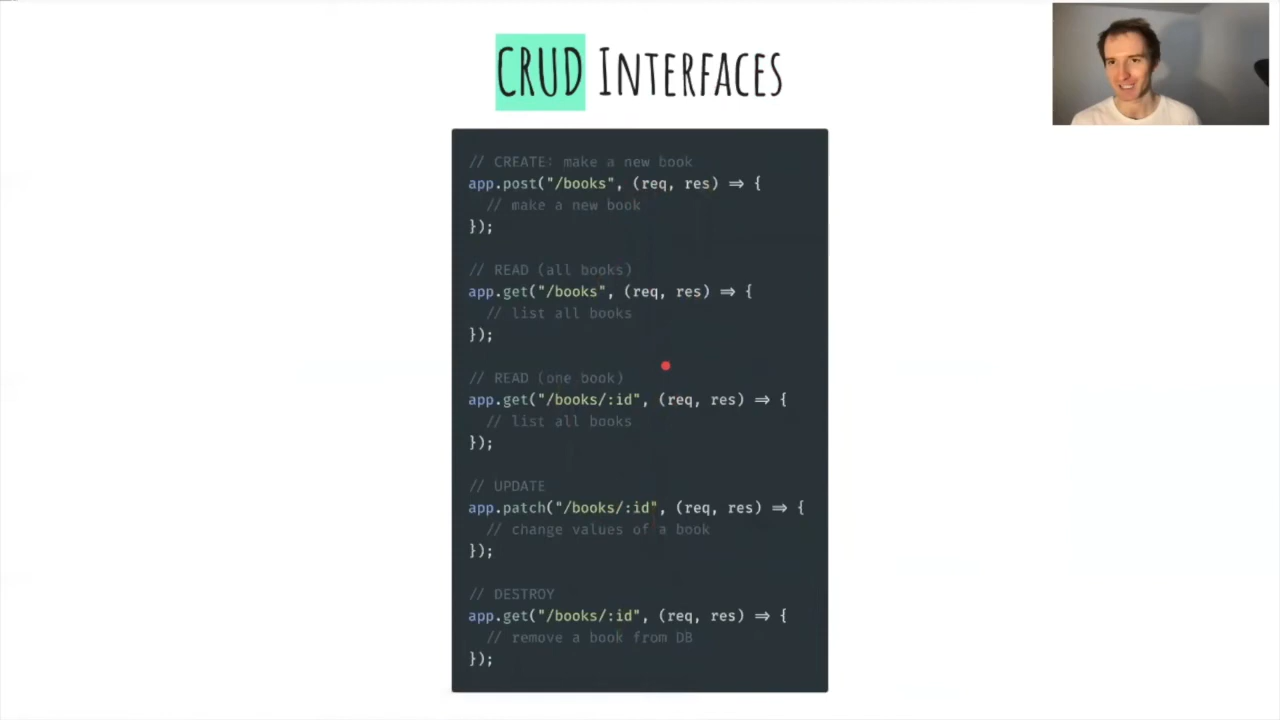 CRUD INTERFACES
// CREATE: make a new book
app.post("/books", (req, res) => {
  // make a new book
});
// READ (all books)
app.get("/books", (req, res) => {
  // list all books
});
// READ (one book)
app.get("/books/:id", (req, res) => {
  // list all books
});
// UPDATE
app.patch("/books/:id", (req, res) => {
  // change values of a book
});
// DESTROY
app.get("/books/:id", (req, res) => {
  // remove a book from DB
});